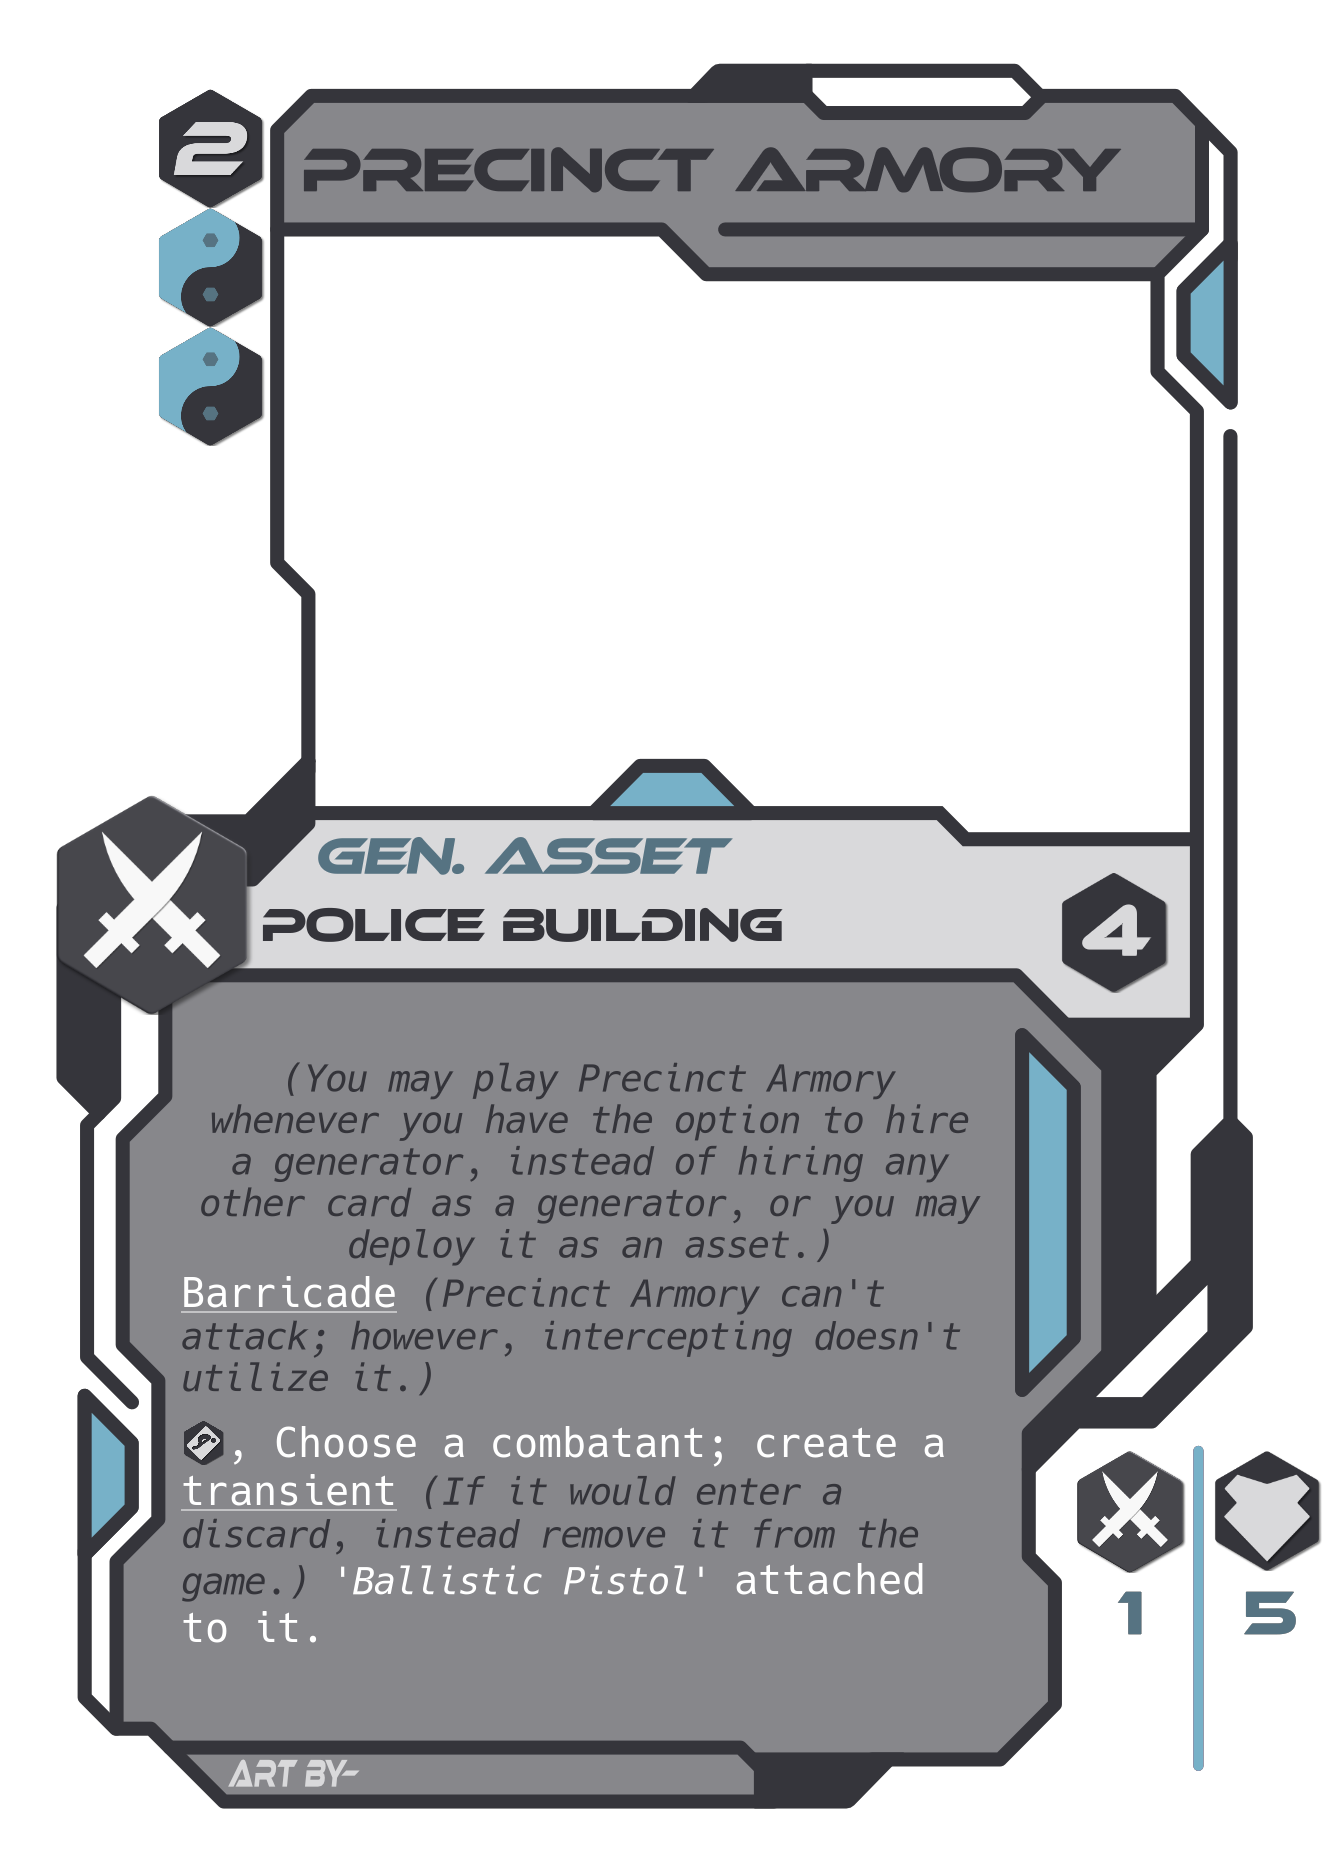 2
PRECINCT ARMORY
GEN. ASSET
POLICE BUILDING
4
(You may play Precinct Armory
whenever you have the option to hire
a generator, instead of hiring any
other card as a generator, or you may
deploy it as an asset.)
Barricade (Precinct Armory can't
attack; however, intercepting doesn't
utilize it.)
, Choose a combatant; create a
transient (If it would enter a
discard, instead remove it from the
game.) 'Ballistic Pistol' attached
to it.
1 5
ART BY-